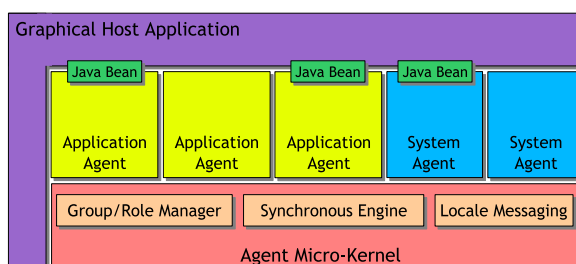 Graphical Host Application
Java Bean
Java Bean
Java Bean
Application
Agent
Application
Agent
Application
Agent
System
Agent
System
Agent
Group/Role Manager
Synchronous Engine
Locale Messaging
Agent Micro-Kernel